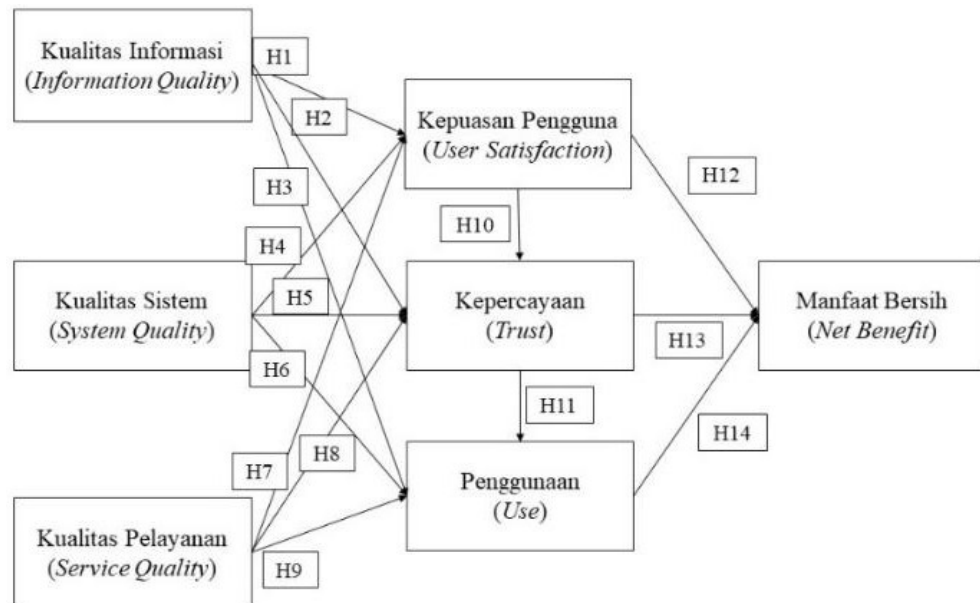 Kualitas Informasi
(Information Quality)
H1
H2
Kepuasan Pengguna
(User Satisfaction)
H3
H12
H10
H4
Kualitas Sistem
(System Quality)
H5
Kepercayaan
(Trust)
H13
Manfaat Bersih
(Net Benefit)
H6
H11
H14
H7
H8
Penggunaan
(Use)
Kualitas Pelayanan
(Service Quality)
H9